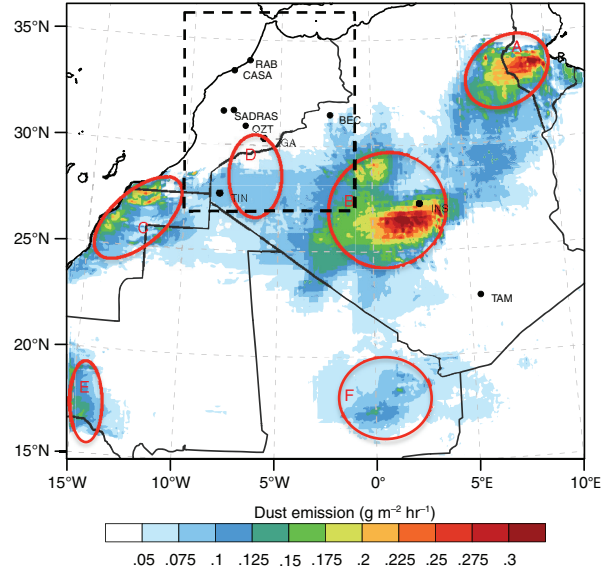 35°N
30°N
25°N
20°N
15°N
A
B
RAB
CASA
SADRAS
OZT
BEC
D
TIN
B
INS
C
TAM
E
F
15°W
10°W
5°W
0°E
5°E
10°E
Dust emission (g m⁻² hr⁻¹)
.05 .075 .1 .125 .15 .175 .2 .225 .25 .275 .3